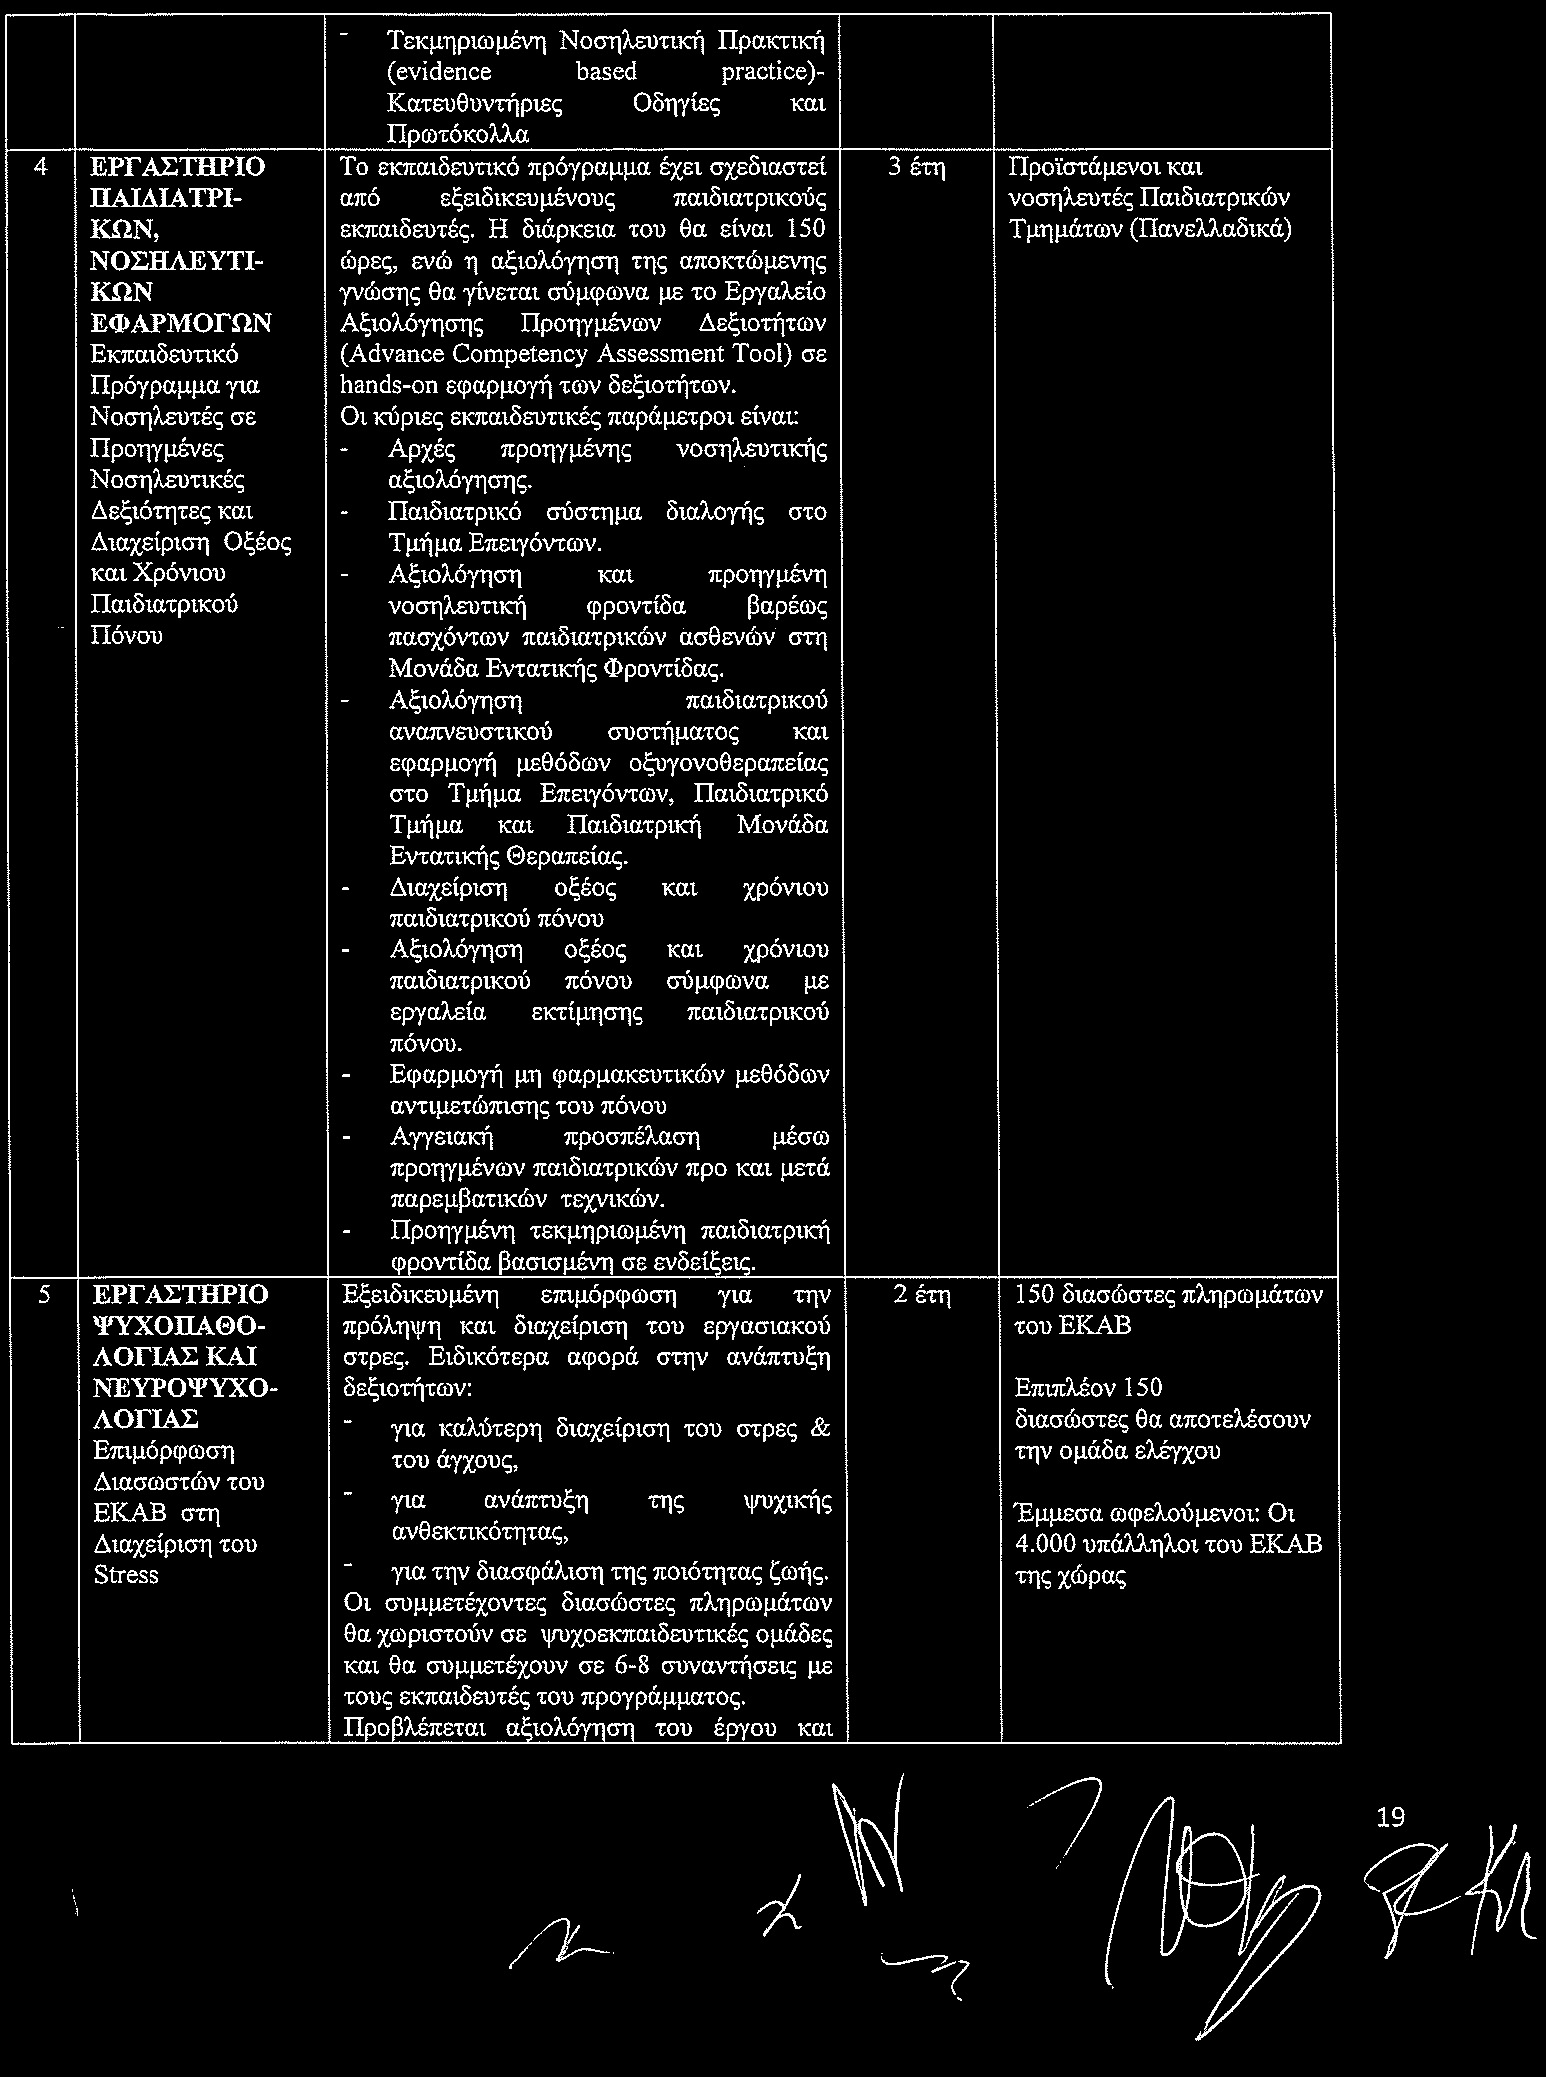 - Τεκμηριωμένη Νοσηλευτική Πρακτική
(evidence based practice)-
Κατευθυντήριες Οδηγίες και
Πρωτόκολλα
4
ΕΡΓΑΣΤΗΡΙΟ
ΠΑΙΔΙΑΤΡΙ-
ΚΩΝ,
ΝΟΣΗΛΕΥΤΙ-
ΚΩΝ
ΕΦΑΡΜΟΓΩΝ
Εκπαιδευτικό
Πρόγραμμα για
Νοσηλευτές σε
Προηγμένες
Νοσηλευτικές
Δεξιότητες και
Διαχείριση Οξέος
και Χρόνιου
Παιδιατρικού
Πόνου
Το εκπαιδευτικό πρόγραμμα έχει σχεδιαστεί
από εξειδικευμένους παιδιατρικούς
εκπαιδευτές. Η διάρκεια του θα είναι 150
ώρες, ενώ η αξιολόγηση της αποκτώμενης
γνώσης θα γίνεται σύμφωνα με το Εργαλείο
Αξιολόγησης Προηγμένων Δεξιοτήτων
(Advance Competency Assessment Tool) σε
hands-on εφαρμογή των δεξιοτήτων.
Οι κύριες εκπαιδευτικές παράμετροι είναι:
- Αρχές προηγμένης νοσηλευτικής
αξιολόγησης.
- Παιδιατρικό σύστημα διαλογής στο
Τμήμα Επειγόντων.
- Αξιολόγηση και προηγμένη
νοσηλευτική φροντίδα βαρέως
πασχόντων παιδιατρικών ασθενών στη
Μονάδα Εντατικής Φροντίδας.
- Αξιολόγηση παιδιατρικού
αναπνευστικού συστήματος και
εφαρμογή μεθόδων οξυγονοθεραπείας
στο Τμήμα Επειγόντων, Παιδιατρικό
Τμήμα και Παιδιατρική Μονάδα
Εντατικής Θεραπείας.
- Διαχείριση οξέος και χρόνιου
παιδιατρικού πόνου
- Αξιολόγηση οξέος και χρόνιου
παιδιατρικού πόνου σύμφωνα με
εργαλεία εκτίμησης παιδιατρικού
πόνου.
- Εφαρμογή μη φαρμακευτικών μεθόδων
αντιμετώπισης του πόνου
- Αγγειακή προσπέλαση μέσω
προηγμένων παιδιατρικών προ και μετά
παρεμβατικών τεχνικών.
- Προηγμένη τεκμηριωμένη παιδιατρική
φροντίδα βασισμένη σε ενδείξεις.
3 έτη
Προϊστάμενοι και
νοσηλευτές Παιδιατρικών
Τμημάτων (Πανελλαδικά)
5
ΕΡΓΑΣΤΗΡΙΟ
ΨΥΧΟΠΑΘΟ-
ΛΟΓΙΑΣ ΚΑΙ
ΝΕΥΡΟΨΥΧΟ-
ΛΟΓΙΑΣ
Επιμόρφωση
Διασωστών του
ΕΚΑΒ στη
Διαχείριση του
Stress
Εξειδικευμένη επιμόρφωση για την
πρόληψη και διαχείριση του εργασιακού
στρες. Ειδικότερα αφορά στην ανάπτυξη
δεξιοτήτων:
- για καλύτερη διαχείριση του στρες &
του άγχους,
- για ανάπτυξη της ψυχικής
ανθεκτικότητας,
- για την διασφάλιση της ποιότητας ζωής.
Οι συμμετέχοντες διασώστες πληρωμάτων
θα χωριστούν σε ψυχοεκπαιδευτικές ομάδες
και θα συμμετέχουν σε 6-8 συναντήσεις με
τους εκπαιδευτές του προγράμματος.
Προβλέπεται αξιολόγηση του έργου και
2 έτη
150 διασώστες πληρωμάτων
του ΕΚΑΒ
Επιπλέον 150
διασώστες θα αποτελέσουν
την ομάδα ελέγχου
Έμμεσα ωφελούμενοι: Οι
4.000 υπάλληλοι του ΕΚΑΒ
της χώρας
19